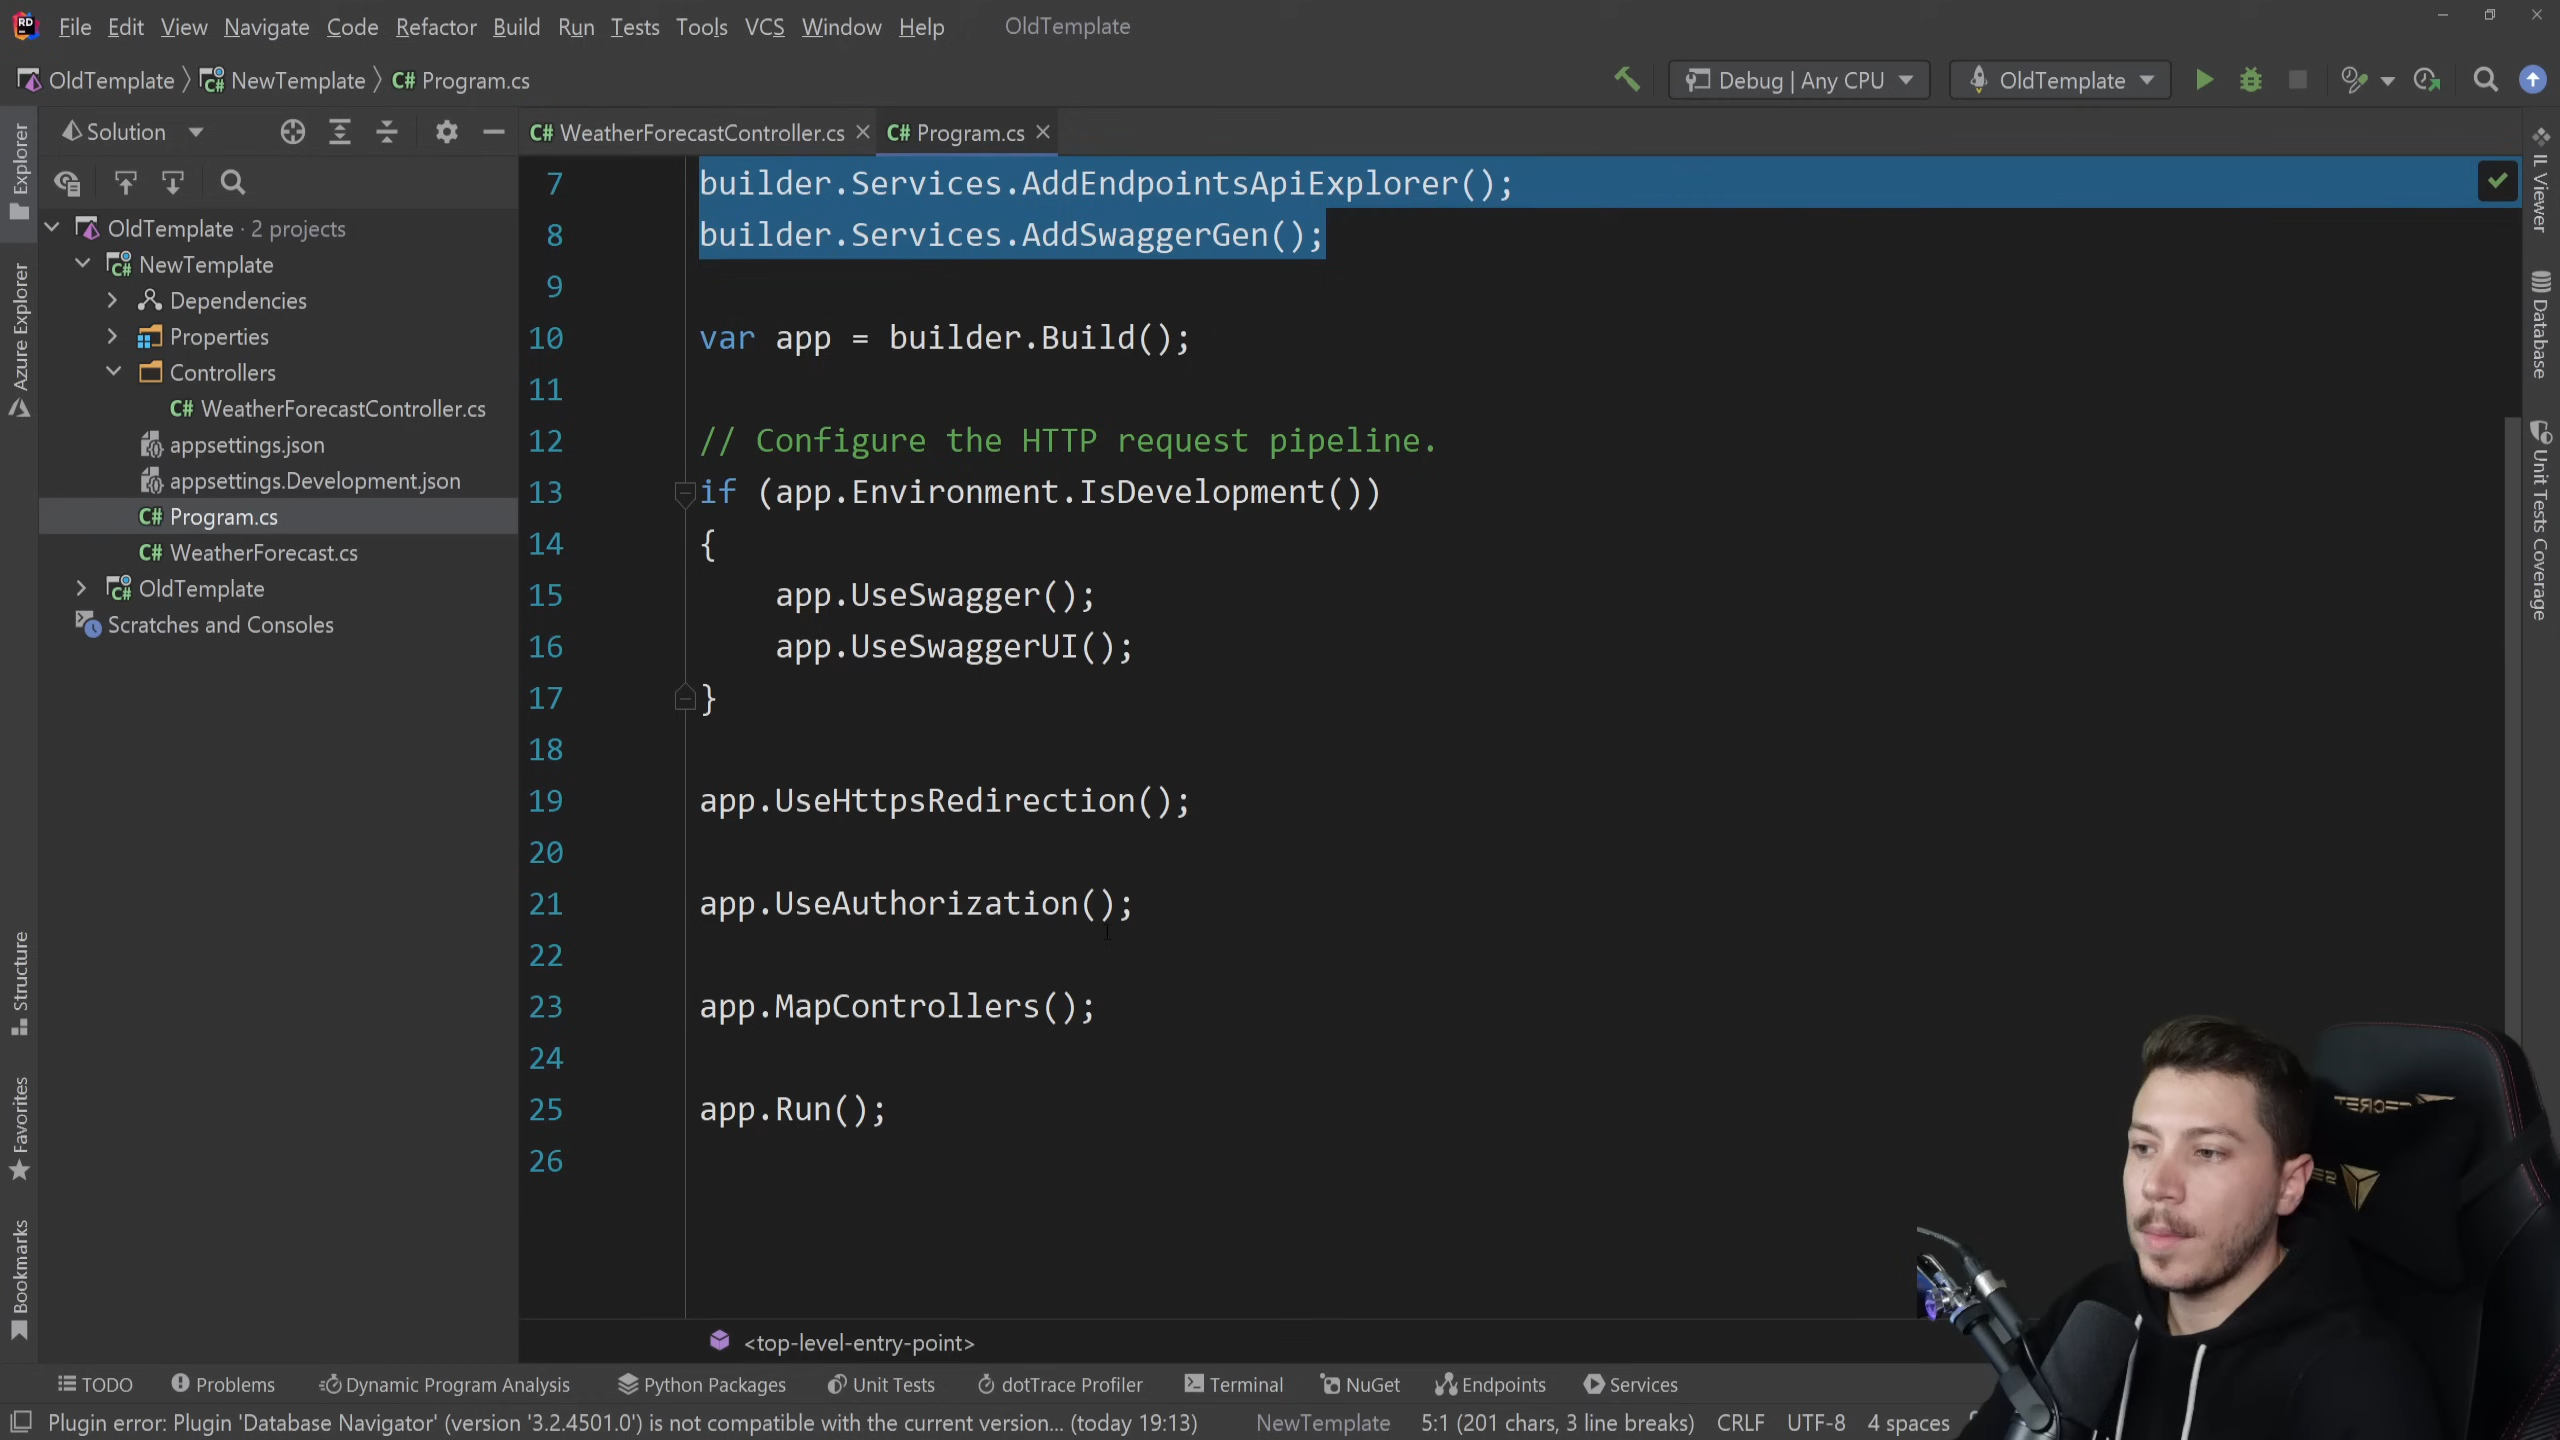 File Edit View Navigate Code Refactor Build Run Tests Tools VCS Window Help OldTemplate
OldTemplate NewTemplate C# Program.cs Debug | Any CPU OldTemplate
Solution
C# WeatherForecastController.cs C# Program.cs
OldTemplate · 2 projects
NewTemplate
Dependencies
Properties
Controllers
C# WeatherForecastController.cs
appsettings.json
appsettings.Development.json
C# Program.cs
C# WeatherForecast.cs
OldTemplate
Scratches and Consoles
7 builder.Services.AddEndpointsApiExplorer();
8 builder.Services.AddSwaggerGen();
9
10 var app = builder.Build();
11
12 // Configure the HTTP request pipeline.
13 if (app.Environment.IsDevelopment())
14 {
15 app.UseSwagger();
16 app.UseSwaggerUI();
17 }
18
19 app.UseHttpsRedirection();
20
21 app.UseAuthorization();
22
23 app.MapControllers();
24
25 app.Run();
26
<top-level-entry-point>
Explorer
Azure Explorer
Structure
Favorites
Bookmarks
IL Viewer
Database
Unit Tests Coverage
TODO Problems Dynamic Program Analysis Python Packages Unit Tests dotTrace Profiler Terminal NuGet Endpoints Services
Plugin error: Plugin 'Database Navigator' (version '3.2.4501.0') is not compatible with the current version... (today 19:13) NewTemplate 5:1 (201 chars, 3 line breaks) CRLF UTF-8 4 spaces